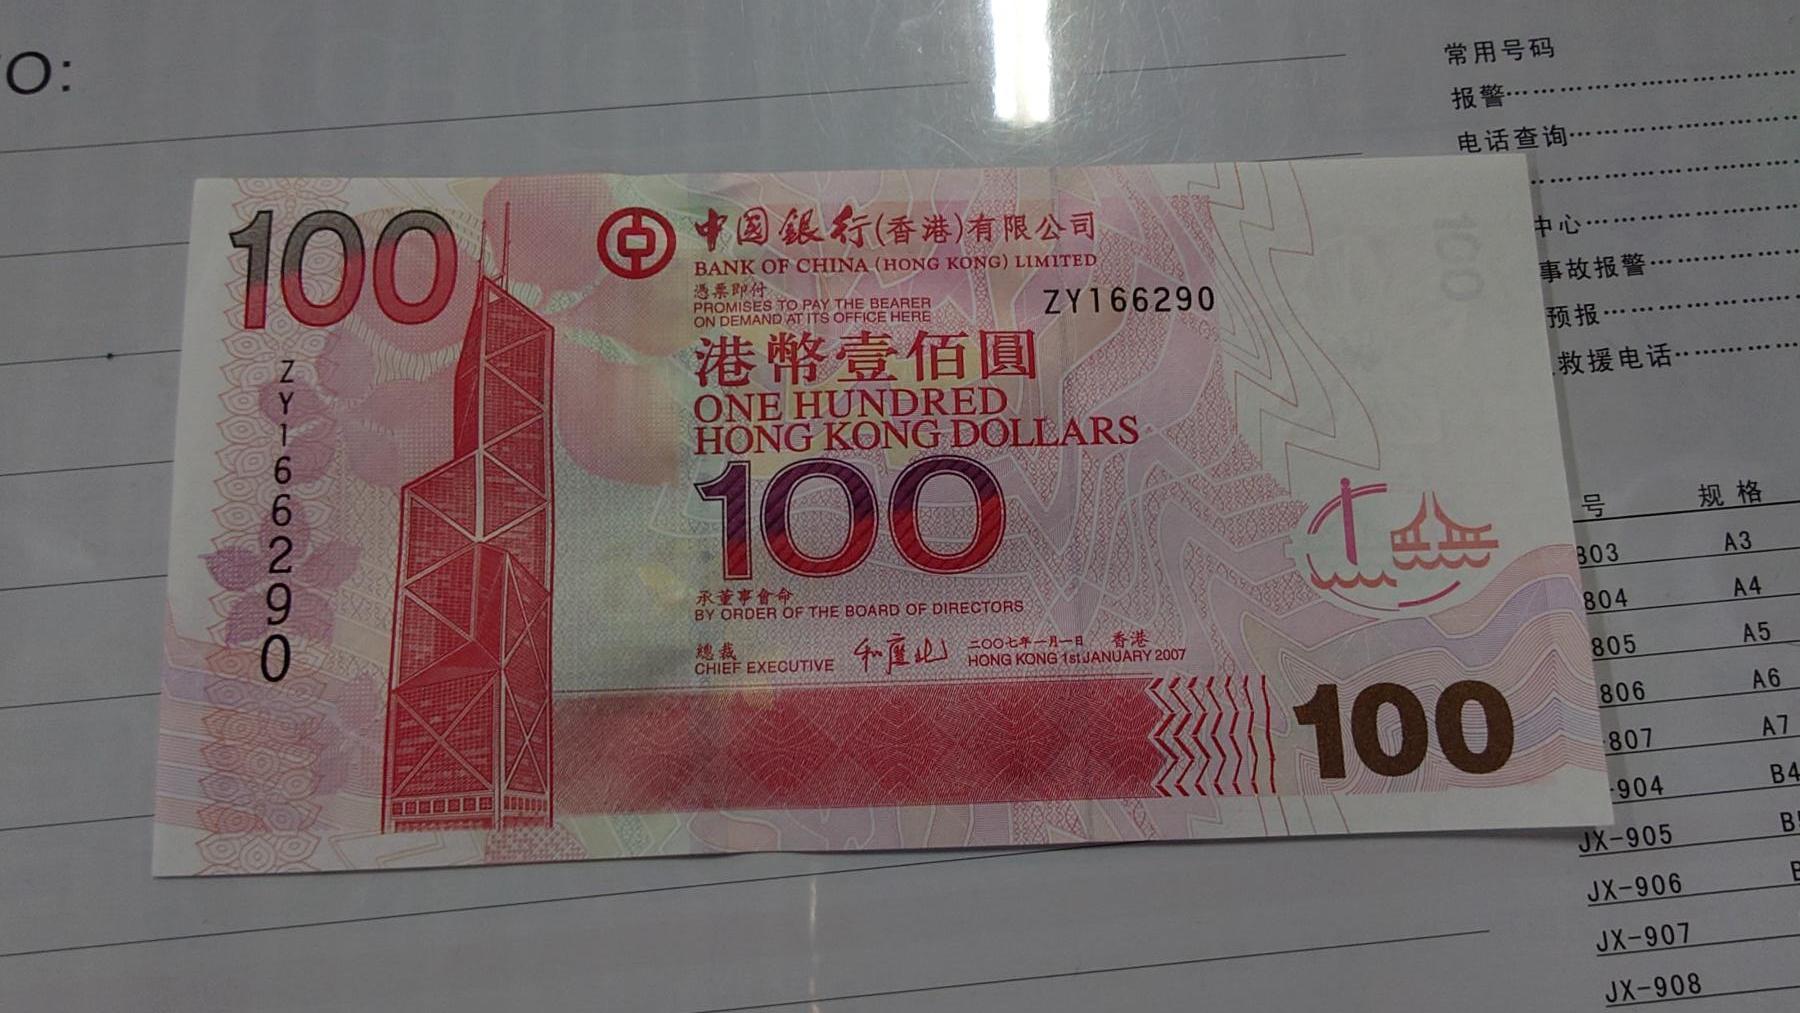 O:
常用号码
报警
电话查询
中心
事故报警
预报
救援电话
号 规格
803 A3
804 A4
805 A5
806 A6
807 A7
-904 B4
JX-905 B
JX-906 B
JX-907
JX-908
100
中國銀行(香港)有限公司
BANK OF CHINA (HONG KONG) LIMITED
憑票即付
PROMISES TO PAY THE BEARER
ON DEMAND AT ITS OFFICE HERE
ZY166290
港幣壹佰圓
ONE HUNDRED
HONG KONG DOLLARS
100
ZY166290
承董事會命
BY ORDER OF THE BOARD OF DIRECTORS
總裁
CHIEF EXECUTIVE
和廣北
二〇〇七年一月一日 香港
HONG KONG 1st JANUARY 2007
100
100